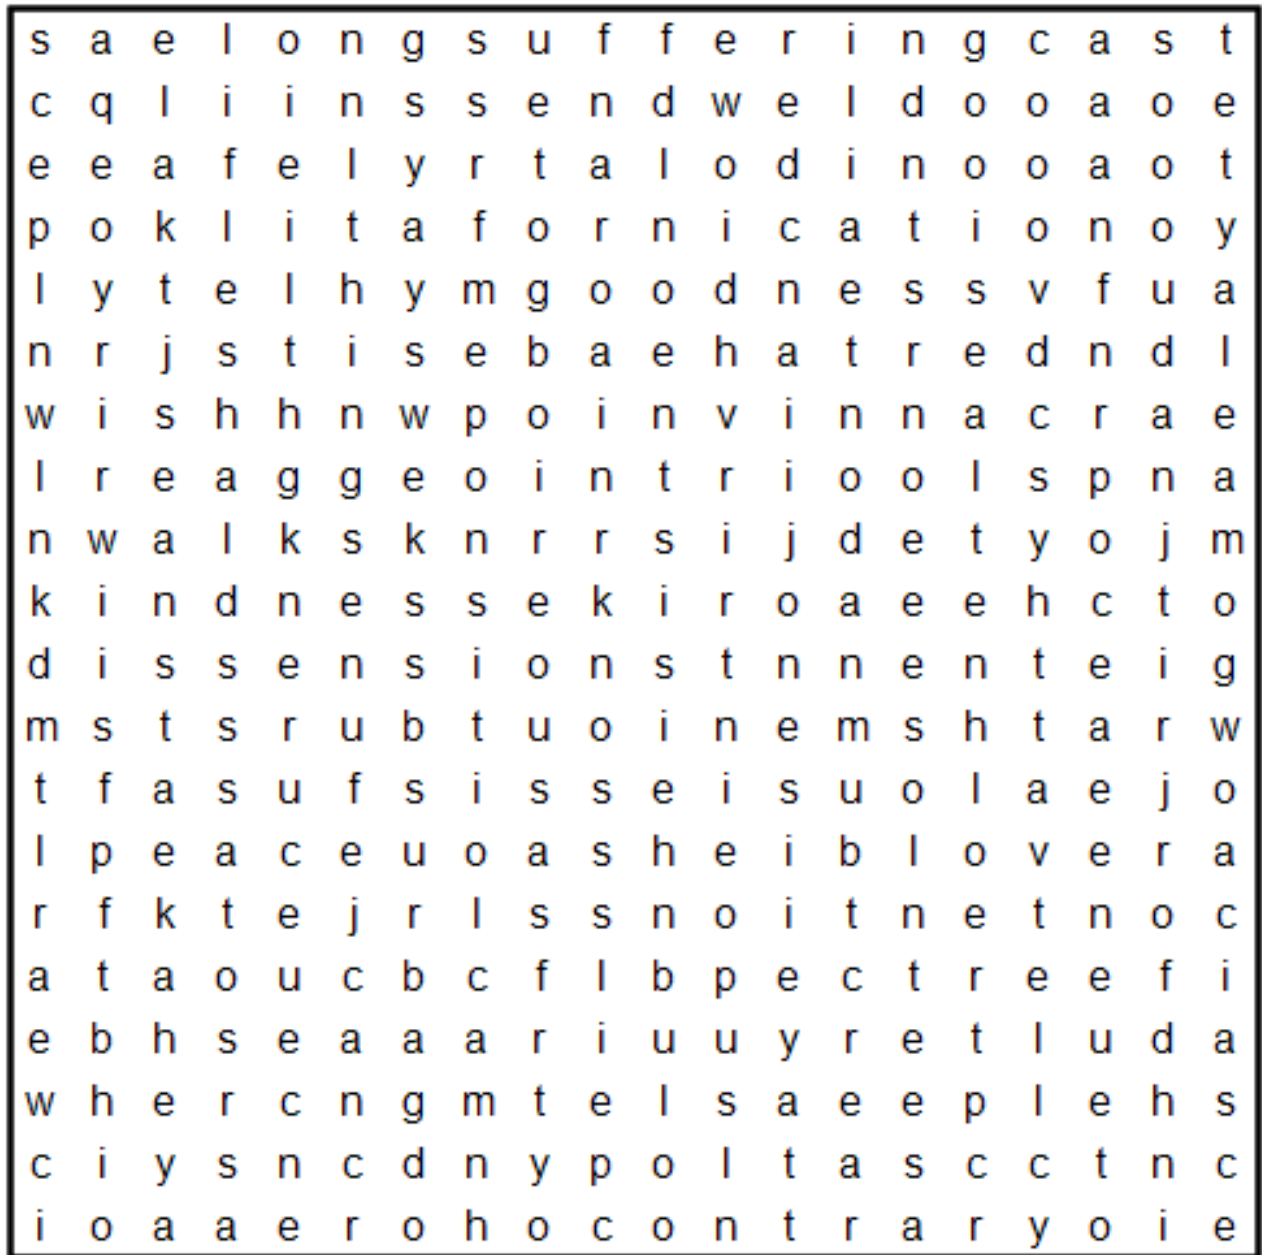 s a e l o n g s u f f e r i n g c a s t
c q l i i n s s e n d w e l d o o a o e
e e a f e l y r t a l o d i n o o a o t
p o k l i t a f o r n i c a t i o n o y
l y t e l h y m g o o d n e s s v f u a
n r j s t i s e b a e h a t r e d n d l
w i s h h n w p o i n v i n n a c r a e
l r e a g g e o i n t r i o o l s p n a
n w a l k s k n r r s i j d e t y o j m
k i n d n e s s e k i r o a e e h c t o
d i s s e n s i o n s t n n e n t e i g
m s t s r u b t u o i n e m s h t a r w
t f a s u f s i s s e i s u o l a e j o
l p e a c e u o a s h e i b l o v e r a
r f k t e j r l s s n o i t n e t n o c
a t a o u c b c f l b p e c t r e e f i
e b h s e a a a r i u u y r e t l u d a
w h e r c n g m t e l s a e e p l e h s
c i y s n c d n y p o l t a s c c t n c
i o a a e r o h o c o n t r a r y o i e